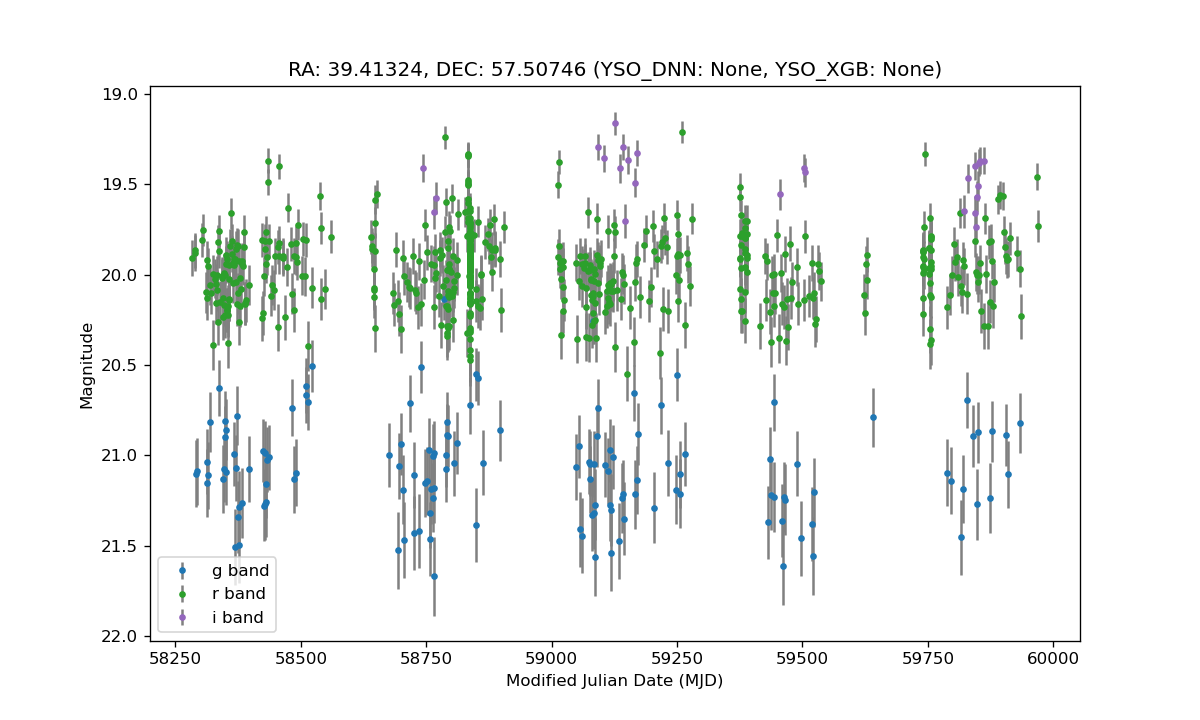 RA: 39.41324, DEC: 57.50746 (YSO_DNN: None, YSO_XGB: None)
19.0
19.5
20.0
20.5
21.0
21.5
22.0
Magnitude
g band
r band
i band
58250 58500 58750 59000 59250 59500 59750 60000
Modified Julian Date (MJD)